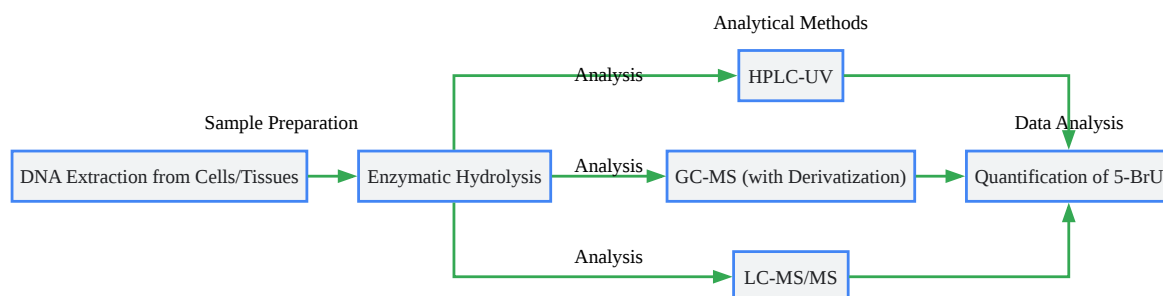 Analytical Methods
Analysis
HPLC-UV
Sample Preparation
Data Analysis
DNA Extraction from Cells/Tissues
Enzymatic Hydrolysis
Analysis
GC-MS (with Derivatization)
Quantification of 5-BrU
Analysis
LC-MS/MS